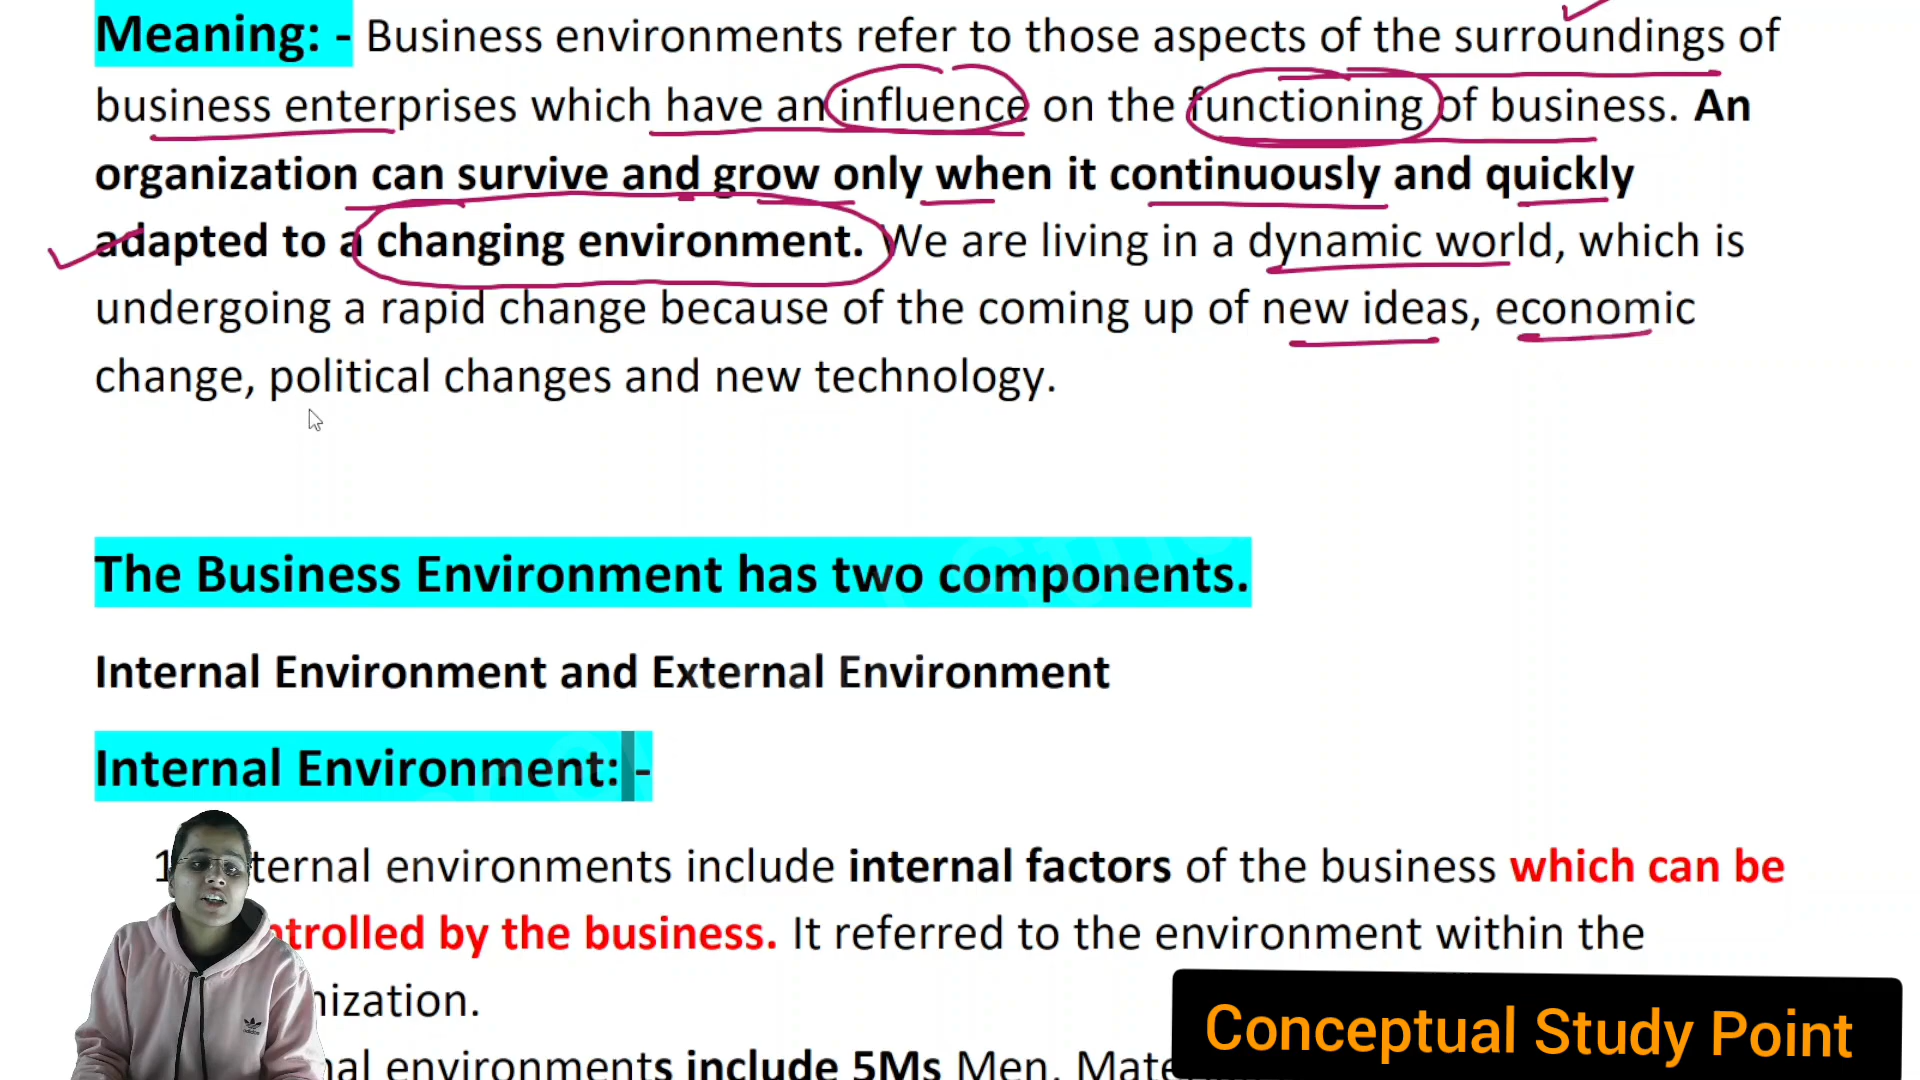 Meaning: - Business environments refer to those aspects of the surroundings of
business enterprises which have an influence on the functioning of business. An
organization can survive and grow only when it continuously and quickly
adapted to a changing environment. We are living in a dynamic world, which is
undergoing a rapid change because of the coming up of new ideas, economic
change, political changes and new technology.
The Business Environment has two components.
Internal Environment and External Environment
Internal Environment: -
environments include internal factors of the business which can be
by the business. It referred to the environment within the
environments include 5Ms Men,
Conceptual Study Point